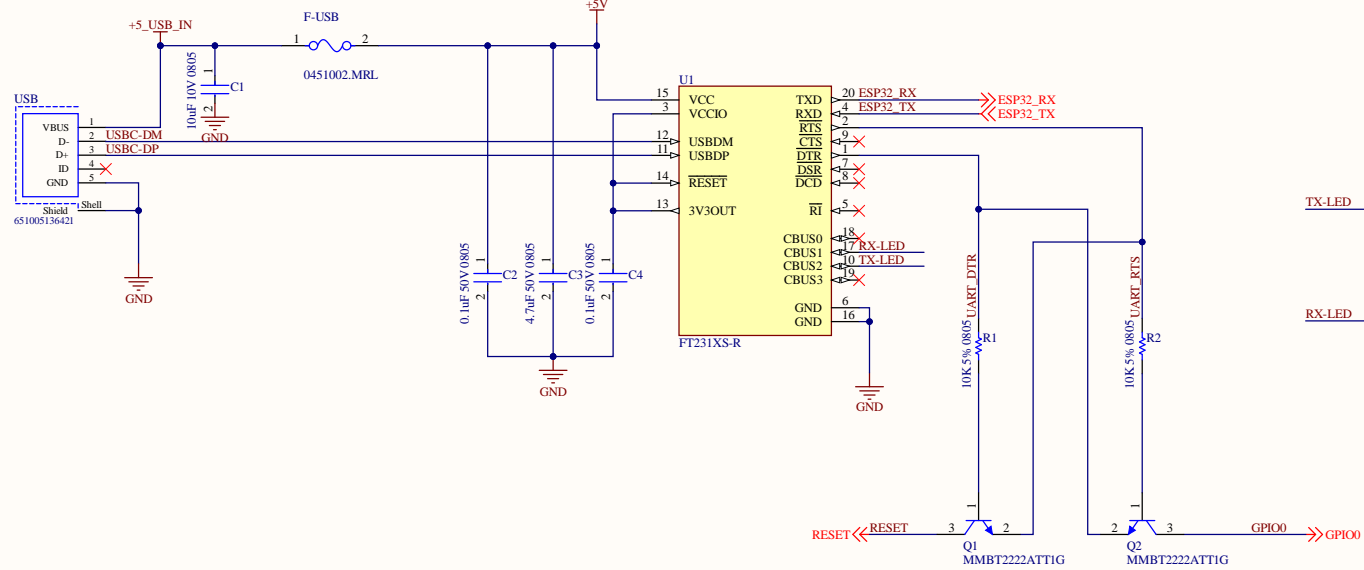 +5_USB_IN
F-USB
1
2
0451002.MRL
+5V
10uF 10V 0805
1
2
C1
GND
USB
VBUS 1
D- 2 USBC-DM
D+ 3 USBC-DP
ID 4
GND 5
Shield Shell
651005136421
GND
0.1uF 50V 0805
1
2
C2
4.7uF 50V 0805
1
2
C3
0.1uF 50V 0805
1
2
C4
GND
U1
15 VCC
3 VCCIO
12 USBDM
11 USBDP
14 RESET
13 3V3OUT
TXD 20 ESP32_RX
RXD 4 ESP32_TX
RTS 2
CTS 9
DTR 1
DSR 7
DCD 8
RI 5
CBUS0 18
CBUS1 17 RX-LED
CBUS2 10 TX-LED
CBUS3 19
GND 6
GND 16
FT231XS-R
GND
ESP32_RX
ESP32_TX
UART_DTR
10K 5% 0805
R1
UART_RTS
10K 5% 0805
R2
TX-LED
RX-LED
RESET
RESET
3
1
2
Q1
MMBT2222ATT1G
2
1
3
Q2
MMBT2222ATT1G
GPIO0
GPIO0